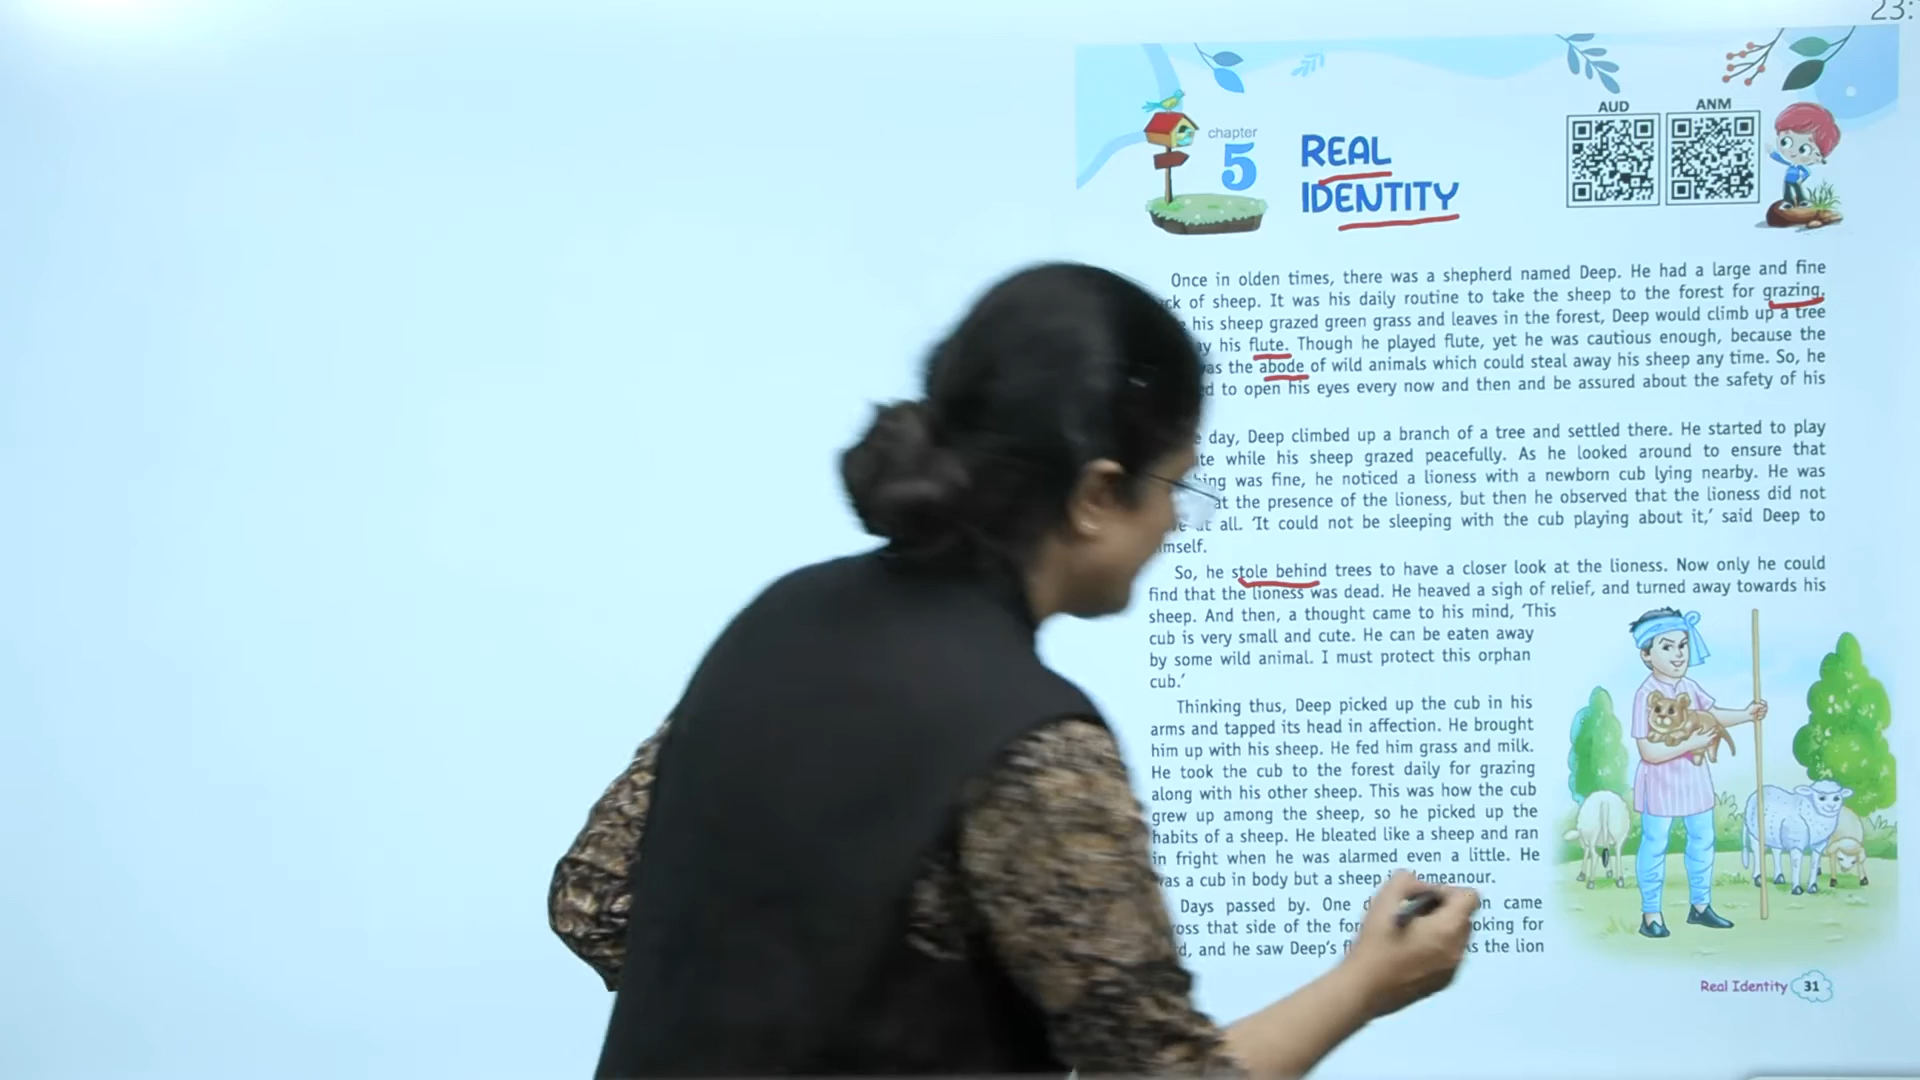 23:
AUD
ANM
chapter
5
REAL
IDENTITY
Once in olden times, there was a shepherd named Deep. He had a large and fine
of sheep. It was his daily routine to take the sheep to the forest for grazing.
his sheep grazed green grass and leaves in the forest, Deep would climb up a tree
his flute. Though he played flute, yet he was cautious enough, because the
the abode of wild animals which could steal away his sheep any time. So, he
to open his eyes every now and then and be assured about the safety of his
day, Deep climbed up a branch of a tree and settled there. He started to play
while his sheep grazed peacefully. As he looked around to ensure that
was fine, he noticed a lioness with a newborn cub lying nearby. He was
at the presence of the lioness, but then he observed that the lioness did not
at all. 'It could not be sleeping with the cub playing about it,' said Deep to
mself.
So, he stole behind trees to have a closer look at the lioness. Now only he could
find that the lioness was dead. He heaved a sigh of relief, and turned away towards his
sheep. And then, a thought came to his mind, 'This
cub is very small and cute. He can be eaten away
by some wild animal. I must protect this orphan
cub.'
Thinking thus, Deep picked up the cub in his
arms and tapped its head in affection. He brought
him up with his sheep. He fed him grass and milk.
He took the cub to the forest daily for grazing
along with his other sheep. This was how the cub
grew up among the sheep, so he picked up the
habits of a sheep. He bleated like a sheep and ran
in fright when he was alarmed even a little. He
as a cub in body but a sheep demeanour.
Days passed by. One came
oss that side of the oking for
and he saw Deep's the lion
Real Identity 31